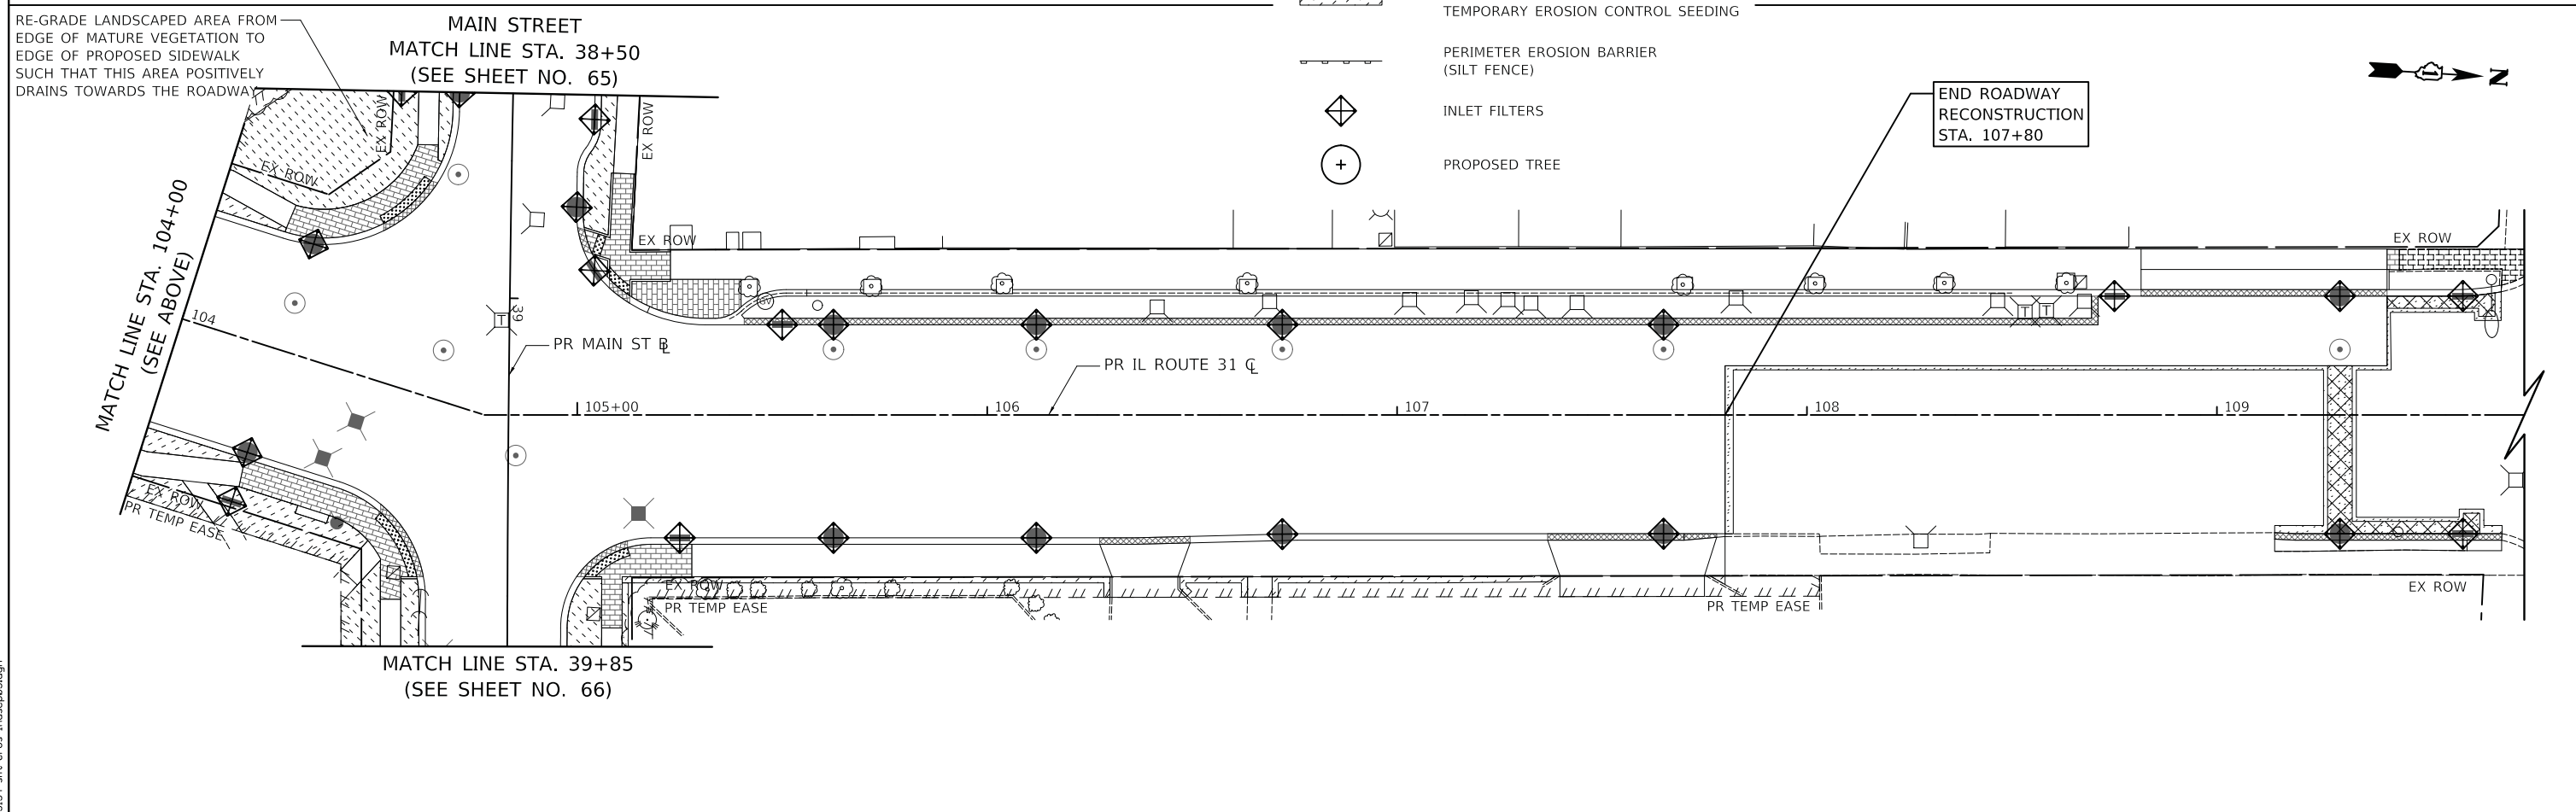 RE-GRADE LANDSCAPED AREA FROM
EDGE OF MATURE VEGETATION TO
EDGE OF PROPOSED SIDEWALK
SUCH THAT THIS AREA POSITIVELY
DRAINS TOWARDS THE ROADWAY
MAIN STREET
MATCH LINE STA. 38+50
(SEE SHEET NO. 65)
TEMPORARY EROSION CONTROL SEEDING
PERIMETER EROSION BARRIER
(SILT FENCE)
INLET FILTERS
PROPOSED TREE
N
END ROADWAY
RECONSTRUCTION
STA. 107+80
EX ROW
EX ROW
EX ROW
EX ROW
EX ROW
MATCH LINE STA. 104+00
(SEE ABOVE)
104
39
T
GV
T
T
PR MAIN ST BL
PR IL ROUTE 31 CL
105+00
106
107
108
109
EX ROW
PR TEMP EASE
EX ROW
PR TEMP EASE
PR TEMP EASE
EX ROW
MATCH LINE STA. 39+85
(SEE SHEET NO. 66)